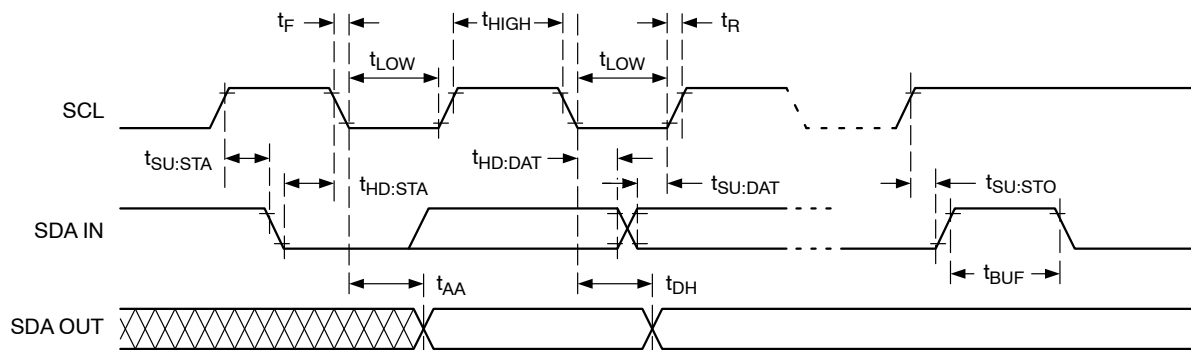 tF
tHIGH
tR
tLOW
tLOW
SCL
tSU:STA
tHD:STA
tHD:DAT
tSU:DAT
tSU:STO
SDA IN
tAA
tDH
tBUF
SDA OUT